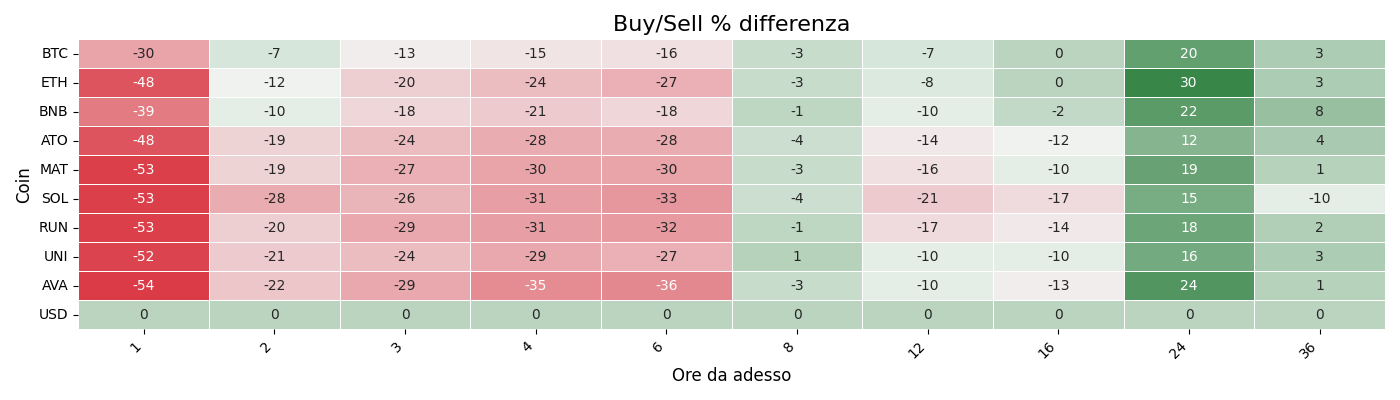 Buy/Sell % differenza
Coin
BTC -30 -7 -13 -15 -16 -3 -7 0 20 3
ETH -48 -12 -20 -24 -27 -3 -8 0 30 3
BNB -39 -10 -18 -21 -18 -1 -10 -2 22 8
ATO -48 -19 -24 -28 -28 -4 -14 -12 12 4
MAT -53 -19 -27 -30 -30 -3 -16 -10 19 1
SOL -53 -28 -26 -31 -33 -4 -21 -17 15 -10
RUN -53 -20 -29 -31 -32 -1 -17 -14 18 2
UNI -52 -21 -24 -29 -27 1 -10 -10 16 3
AVA -54 -22 -29 -35 -36 -3 -10 -13 24 1
USD 0 0 0 0 0 0 0 0 0 0
1 2 3 4 6 8 12 16 24 36
Ore da adesso